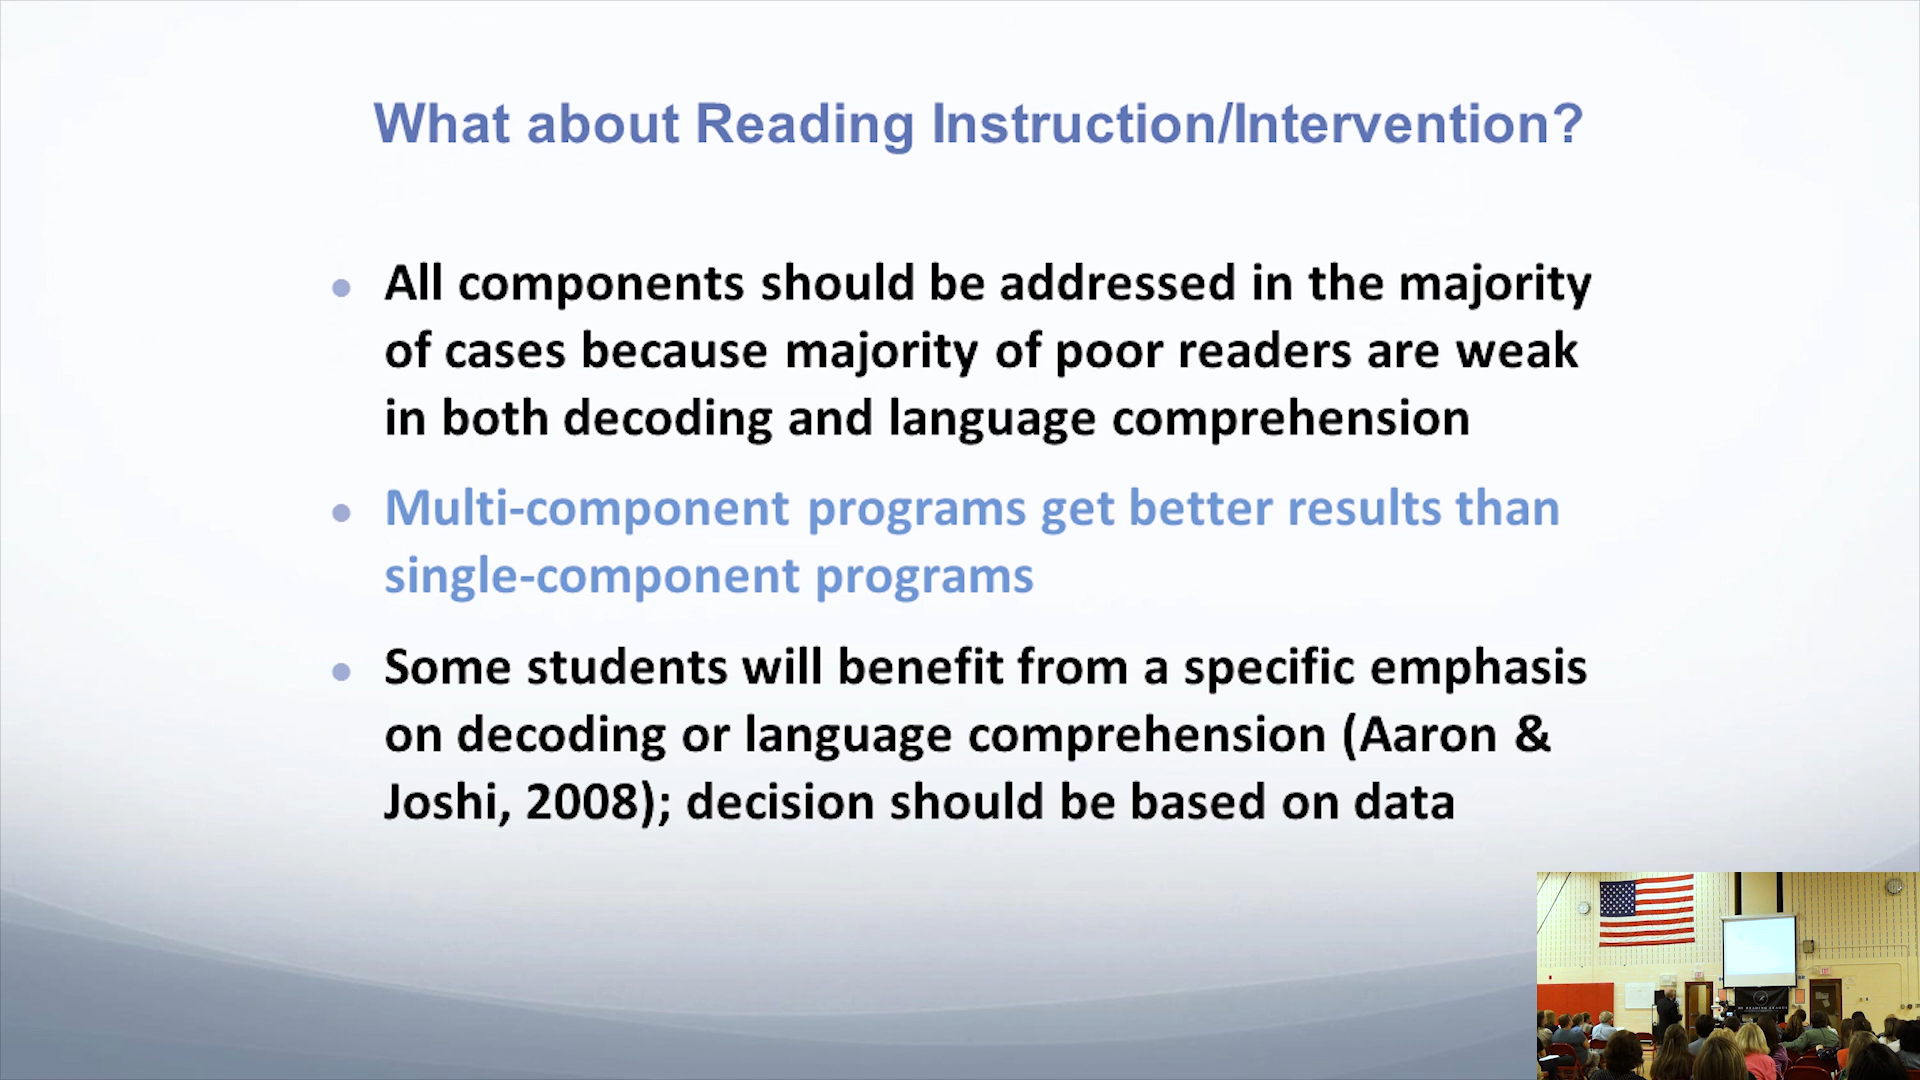 What about Reading Instruction/Intervention?
All components should be addressed in the majority
of cases because majority of poor readers are weak
in both decoding and language comprehension
Multi-component programs get better results than
single-component programs
Some students will benefit from a specific emphasis
on decoding or language comprehension (Aaron &
Joshi, 2008); decision should be based on data
READING LEAGUE